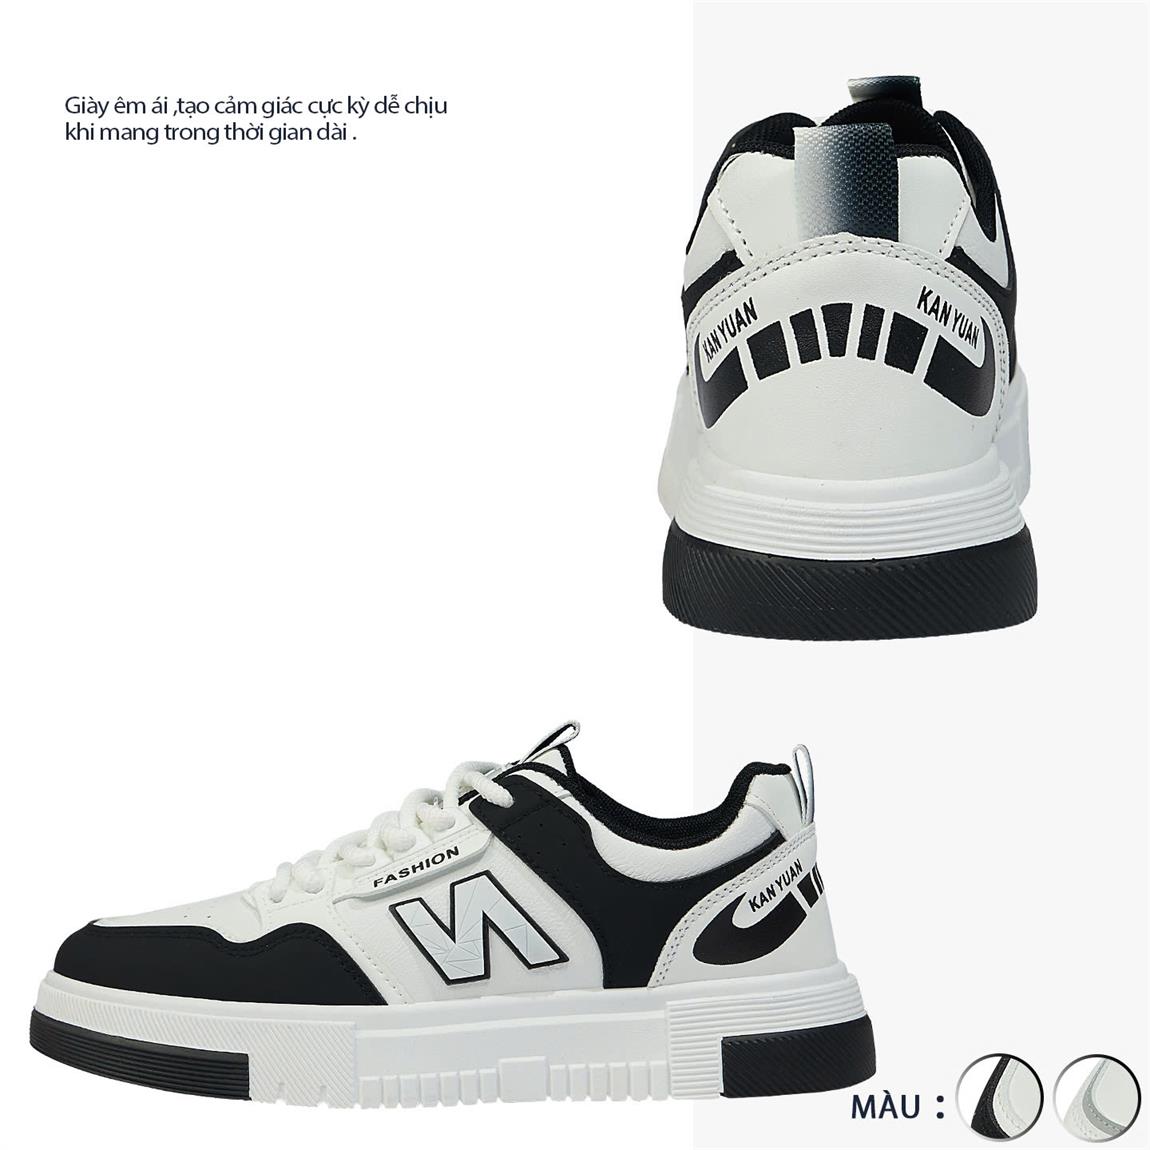 Giày êm ái ,tạo cảm giác cực kỳ dễ chịu
khi mang trong thời gian dài .
KAN YUAN
KAN YUAN
FASHION
N
KAN YUAN
MÀU :